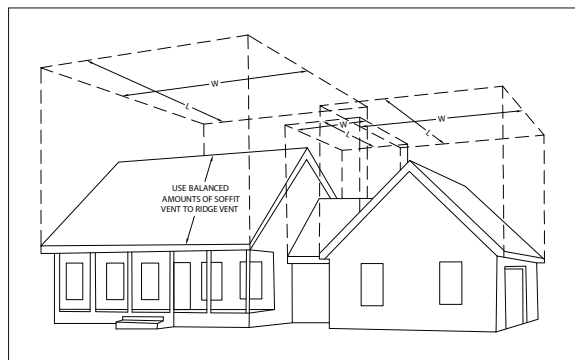 W
L
W
L
W
L
USE BALANCED
AMOUNTS OF SOFFIT
VENT TO RIDGE VENT